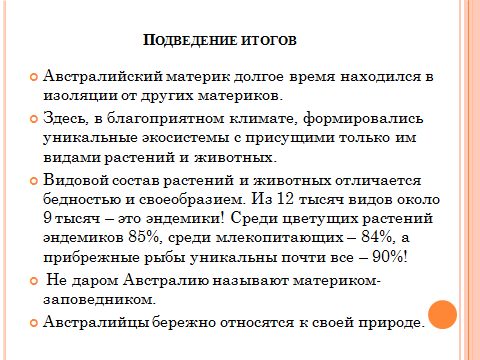 Подведение итогов
Австралийский материк долгое время находился в
изоляции от других материков.
Здесь, в благоприятном климате, формировались
уникальные экосистемы с присущими только им
видами растений и животных.
Видовой состав растений и животных отличается
бедностью и своеобразием. Из 12 тысяч видов около
9 тысяч – это эндемики! Среди цветущих растений
эндемиков 85%, среди млекопитающих – 84%, а
прибрежные рыбы уникальны почти все – 90%!
Не даром Австралию называют материком-
заповедником.
Австралийцы бережно относятся к своей природе.